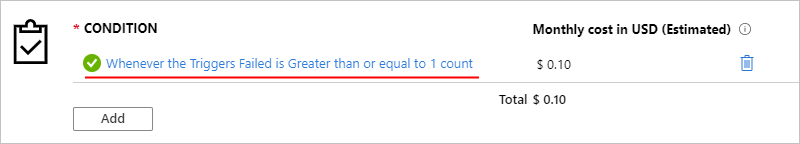 * CONDITION Monthly cost in USD (Estimated)
Whenever the Triggers Failed is Greater than or equal to 1 count $ 0.10
Total $ 0.10
Add